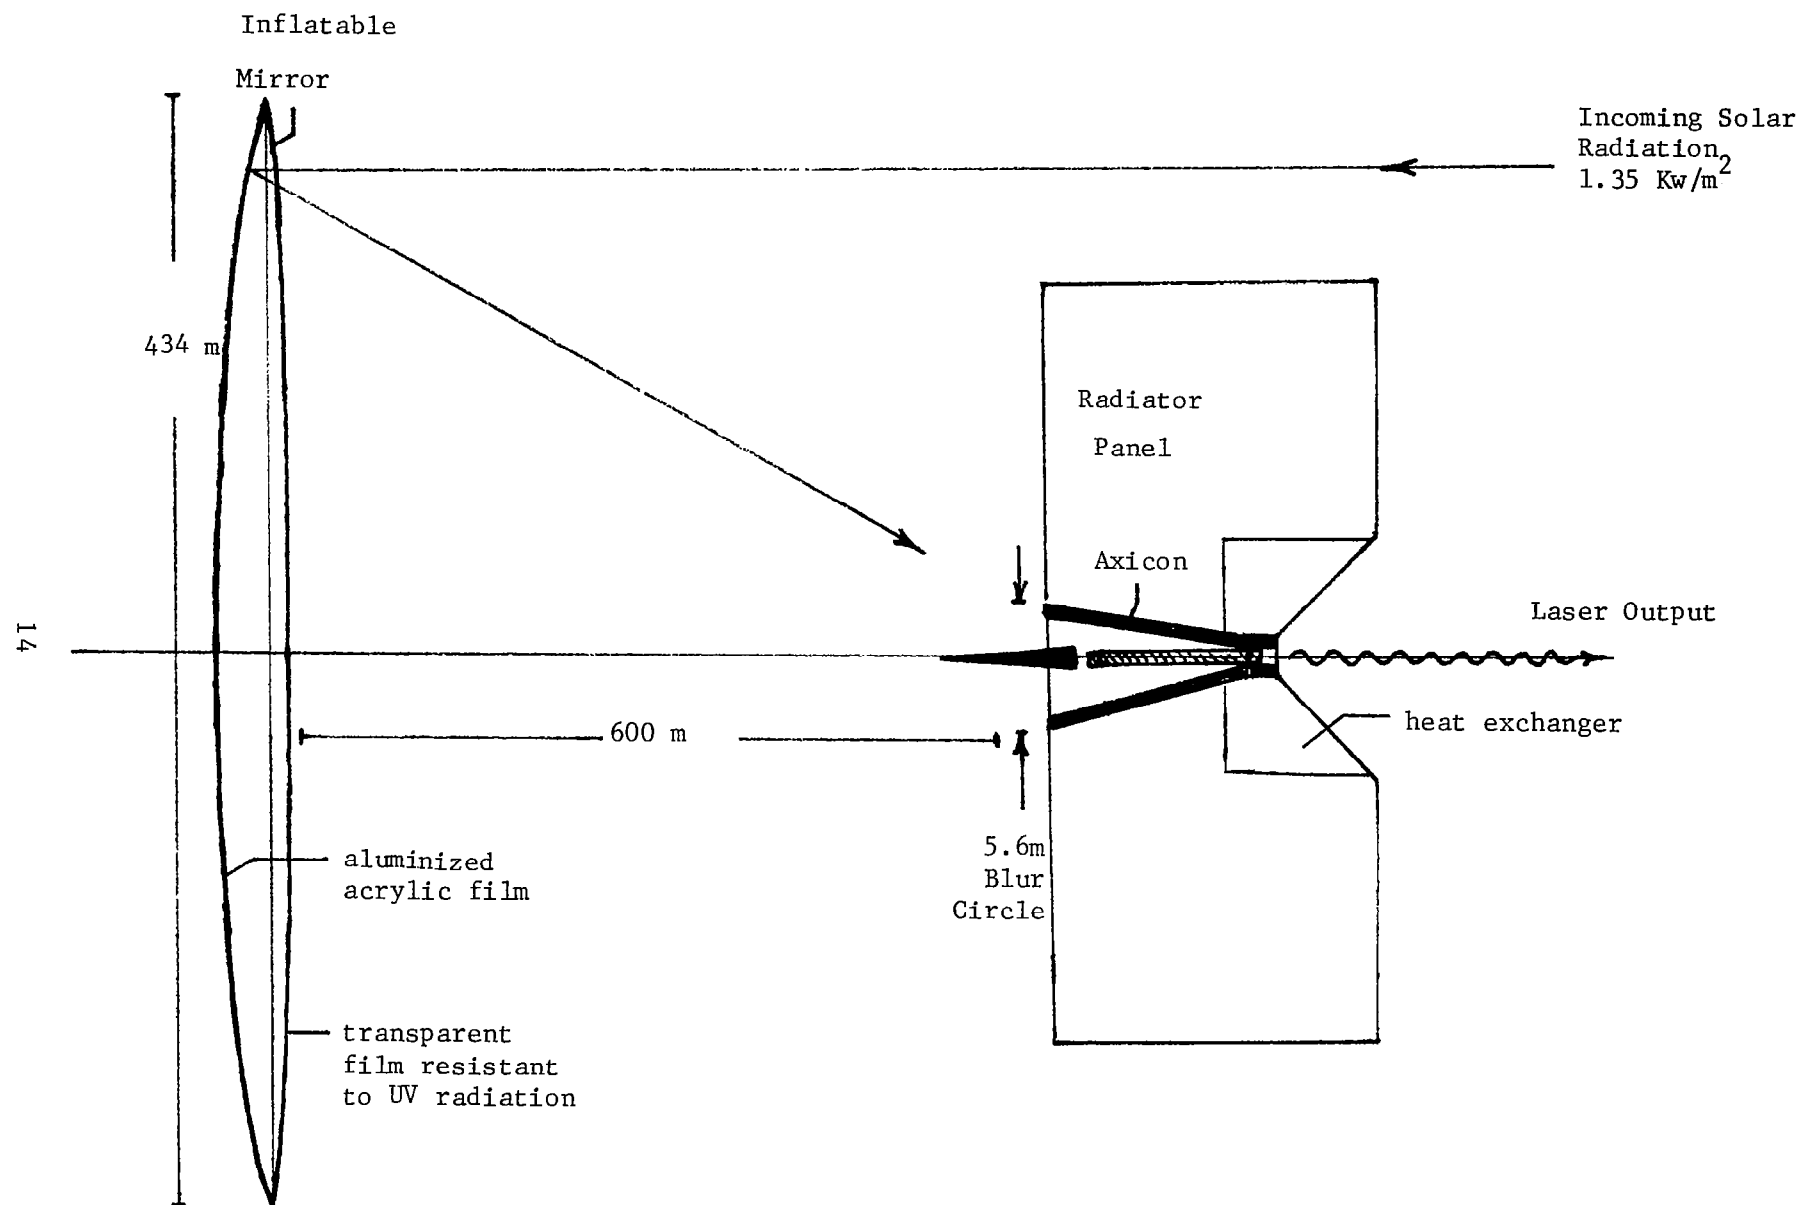 Inflatable
Mirror
Incoming Solar
Radiation
1.35 Kw/m²
434 m
Radiator
Panel
Axicon
Laser Output
14
600 m
heat exchanger
5.6m
Blur
Circle
aluminized
acrylic film
transparent
film resistant
to UV radiation